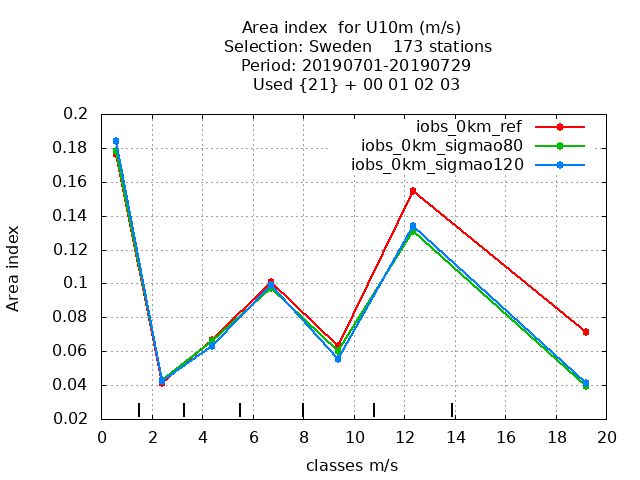 Area index  for U10m (m/s)
Selection: Sweden    173 stations
Period: 20190701-20190729
Used {21} + 00 01 02 03
iobs_0km_ref
iobs_0km_sigmao80
iobs_0km_sigmao120
Area index
0.2
0.18
0.16
0.14
0.12
0.1
0.08
0.06
0.04
0.02
0 2 4 6 8 10 12 14 16 18 20
classes m/s